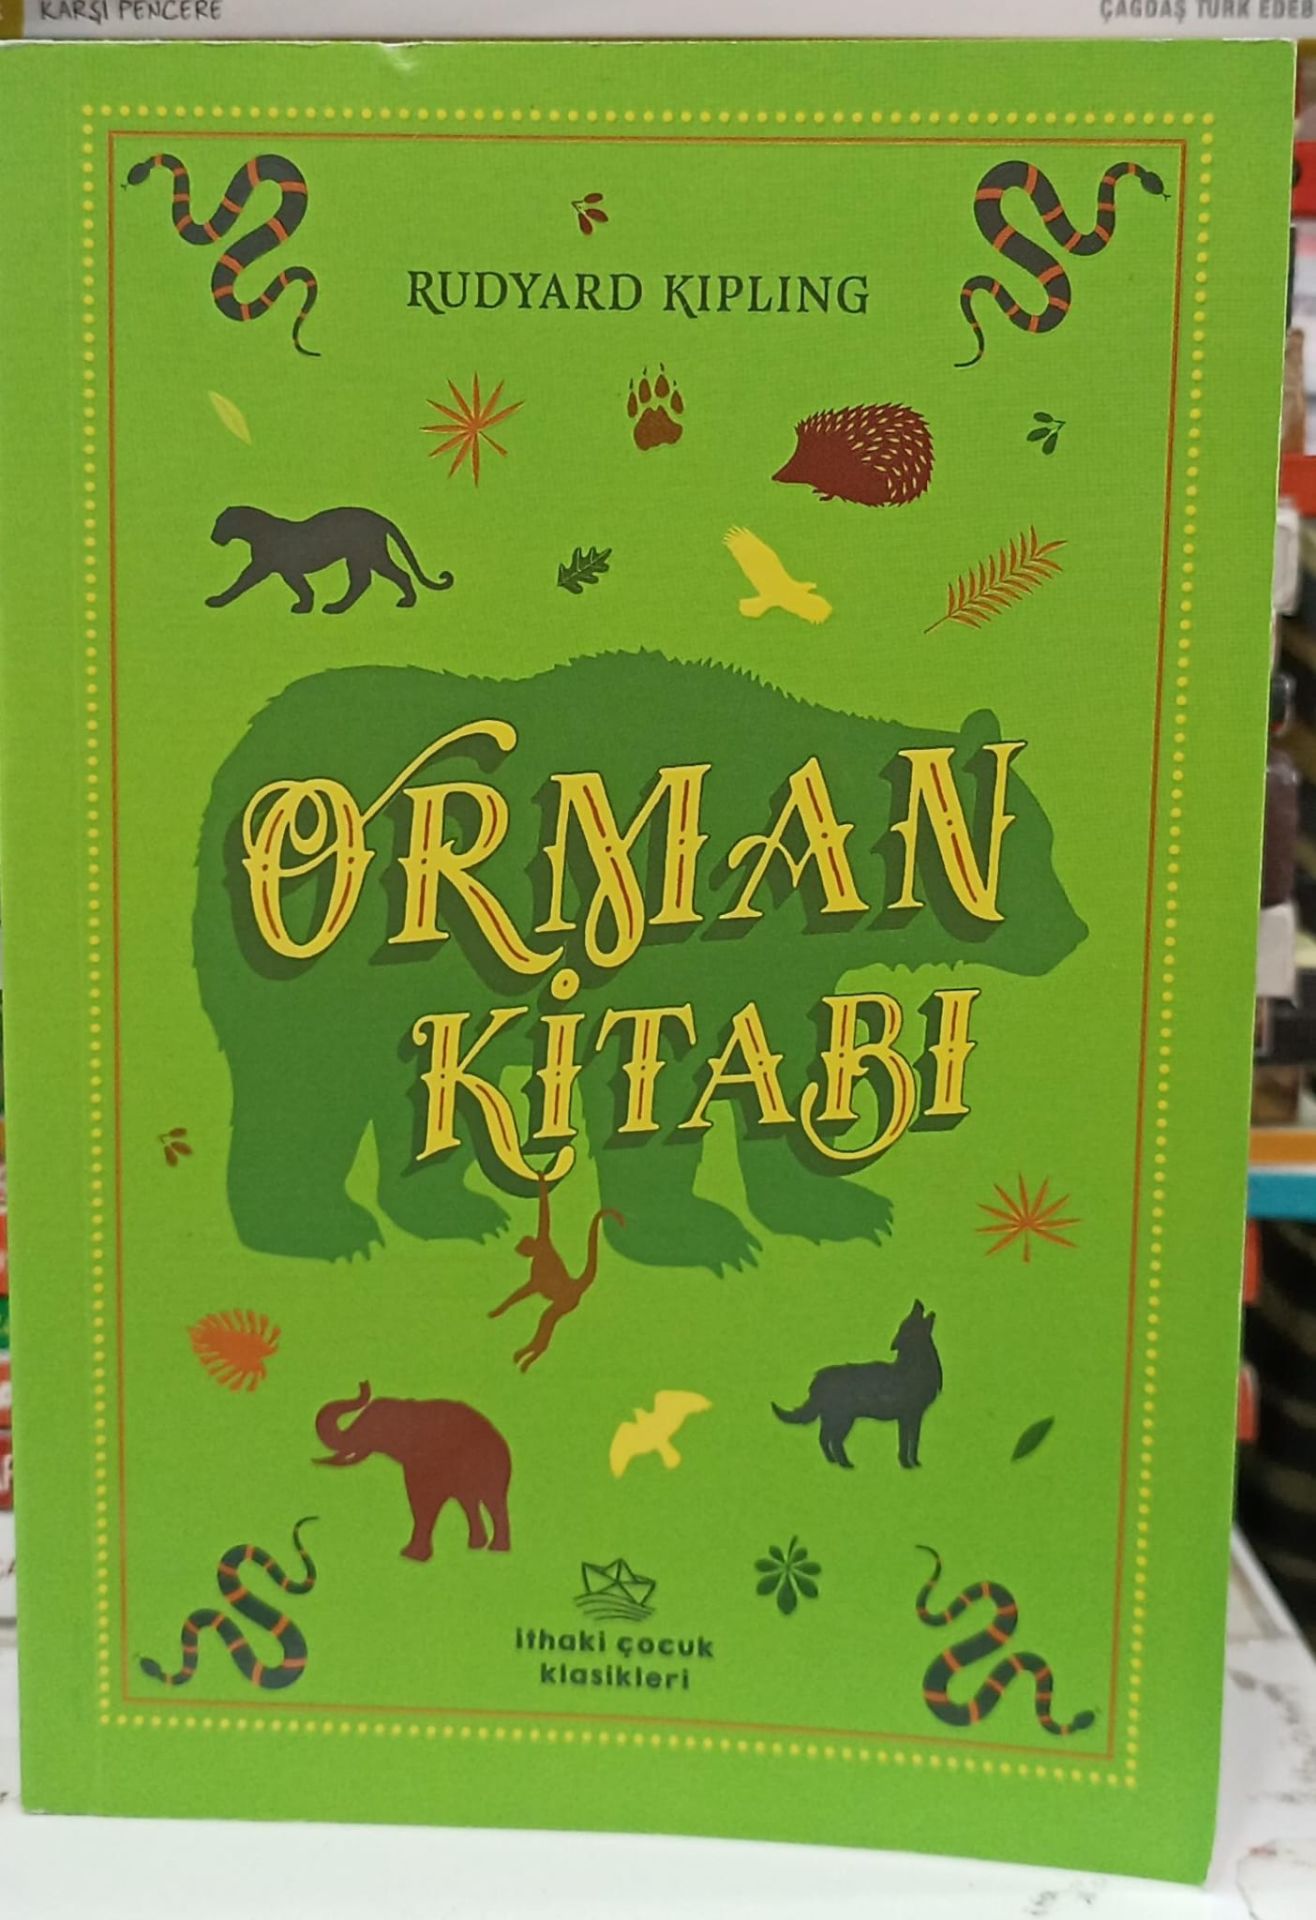 KARŞI PENCERE
ÇAĞDAŞ TÜRK EDEB
RUDYARD KIPLING
ORMAN
KİTABI
ithaki çocuk
klasikleri